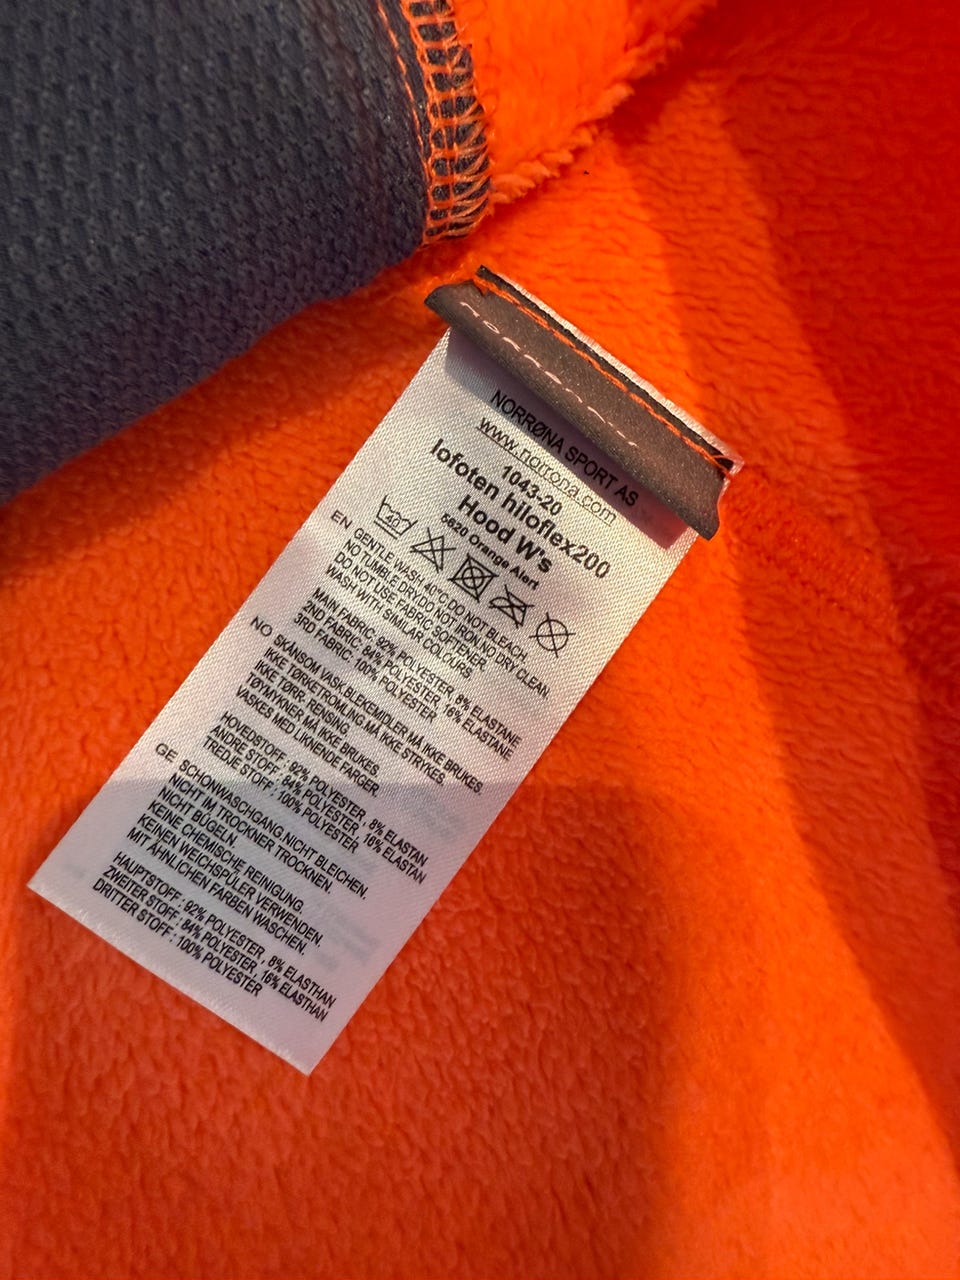 norrøna
NORRØNA SPORT AS
www.norrona.com
1043-20
lofoten hiloflex200
Hood W's
5620 Orange Alert
40
EN GENTLE WASH 40°C.DO NOT BLEACH.
NO TUMBLE DRY.DO NOT IRON.NO DRY CLEAN.
DO NOT USE FABRIC SOFTENER.
WASH WITH SIMILAR COLOURS
MAIN FABRIC: 92% POLYESTER, 8% ELASTANE
2ND FABRIC: 84% POLYESTER, 16% ELASTANE
3RD FABRIC: 100% POLYESTER
NO SKÅNSOM VASK.BLEKEMIDLER MA IKKE BRUKES.
IKKE TØRKETROMLING.MÅ IKKE STRYKES.
IKKE TØRR. RENSING.
TØYMYKNER MÅ IKKE BRUKES.
VASKES MED LIKNENDE FARGER
HOVEDSTOFF: 92% POLYESTER, 8% ELASTAN
ANDRE STOFF: 84% POLYESTER, 16% ELASTAN
TREDJE STOFF: 100% POLYESTER
GE SCHONWASCHGANG.NICHT BLEICHEN.
NICHT IM TROCKNER TROCKNEN.
NICHT BÜGELN.
KEINE CHEMISCHE REINIGUNG.
KEINEN WEICHSPÜLER VERWENDEN.
MIT ÄHNLICHEN FARBEN WASCHEN.
HAUPTSTOFF: 92% POLYESTER, 8% ELASTHAN
ZWEITER STOFF: 84% POLYESTER, 16% ELASTHAN
DRITTER STOFF: 100% POLYESTER